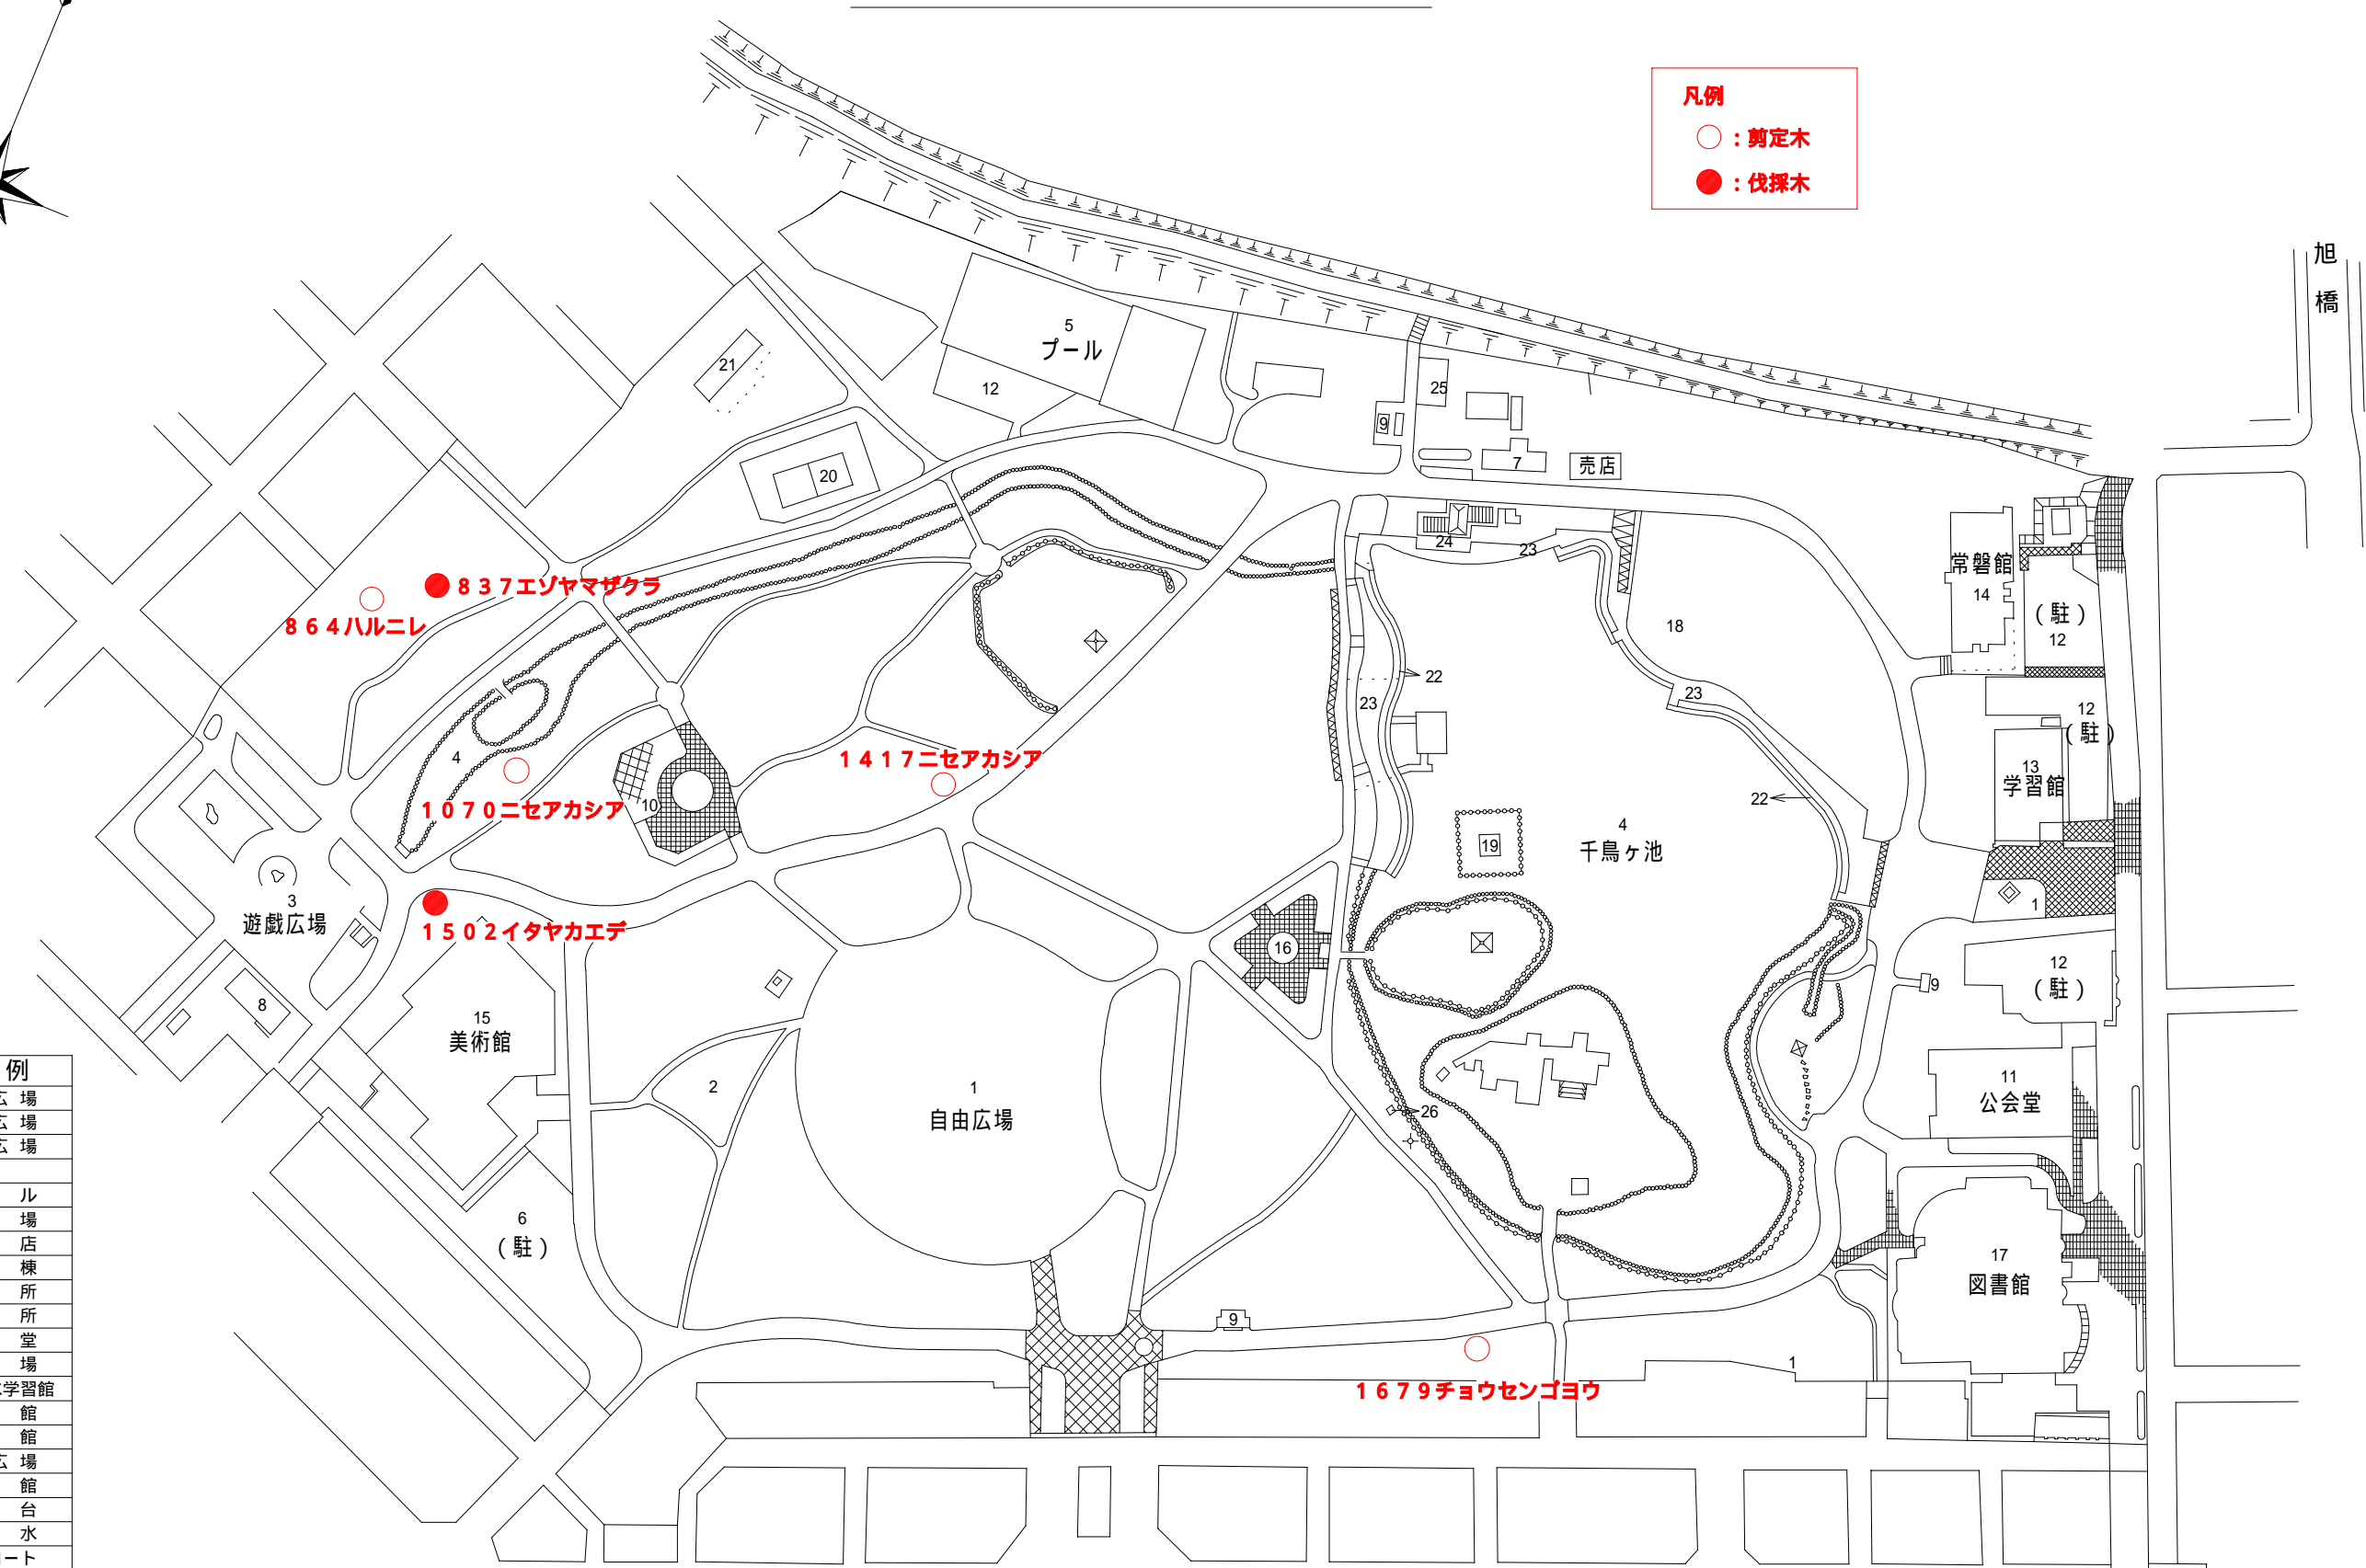 凡例
：剪定木
：伐採木
旭
橋
5
プール
21
12
25
9
20
7
売店
24
23
常磐館
14
（駐）
12
８３７エゾヤマザクラ
８６４ハルニレ
18
22
23
23
12
（駐）
4
１４１７ニセアカシア
13
学習館
１０７０ニセアカシア
10
22
4
千鳥ヶ池
19
3
遊戯広場
1
１５０２イタヤカエデ
16
8
9
12
（駐）
15
美術館
2
1
自由広場
26
11
公会堂
6
（駐）
17
図書館
9
1
１６７９チョウセンゴヨウ
例
広 場
広 場
広 場
ル
場
店
棟
所
所
堂
場
学習館
館
館
広 場
館
台
水
ート